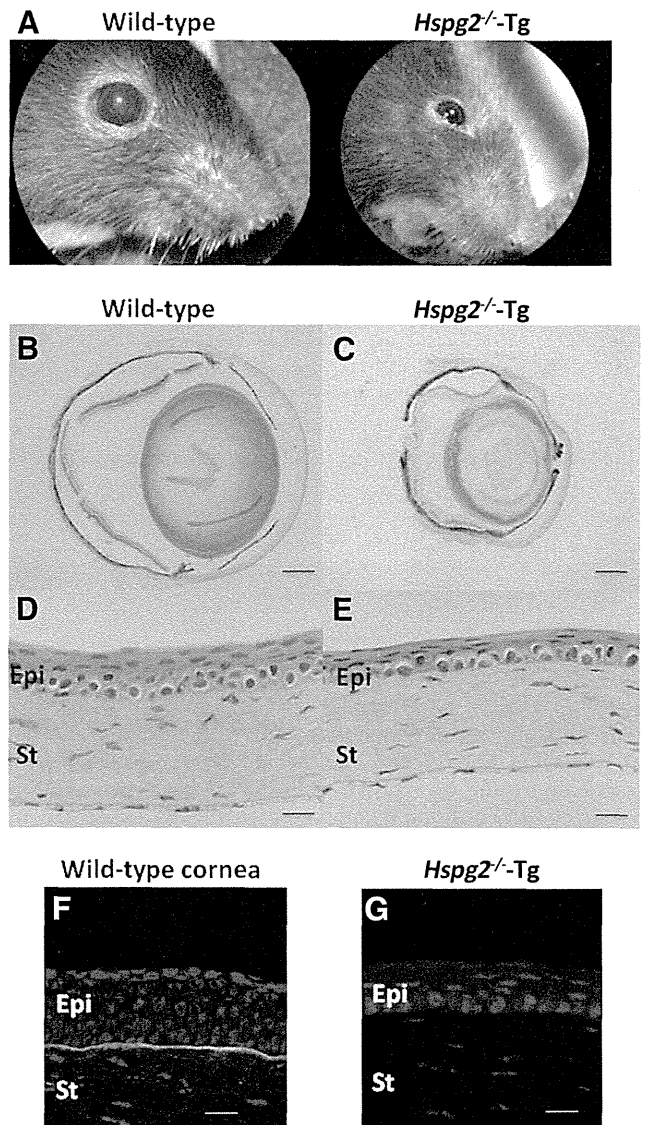 A Wild-type Hspg2-/--Tg
Wild-type Hspg2-/--Tg
B C
D E
Epi Epi
St St
Wild-type cornea Hspg2-/--Tg
F G
Epi Epi
St St